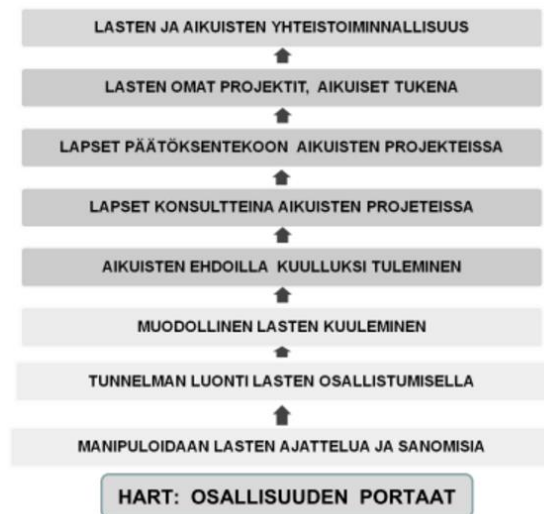 LASTEN JA AIKUISTEN YHTEISTOIMINNALLISUUS
LASTEN OMAT PROJEKTIT, AIKUISET TUKENA
LAPSET PÄÄTÖKSENTEKOON AIKUISTEN PROJEKTEISSA
LAPSET KONSULTTEINA AIKUISTEN PROJETEISSA
AIKUISTEN EHDOILLA KUULLUKSI TULEMINEN
MUODOLLINEN LASTEN KUULEMINEN
TUNNELMAN LUONTI LASTEN OSALLISTUMISELLA
MANIPULOIDAAN LASTEN AJATTELUA JA SANOMISIA
HART: OSALLISUUDEN PORTAAT